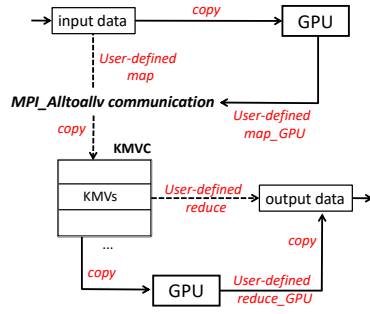 input data
copy
GPU
User-defined
map
MPI_Alltoallv communication
User-defined
map_GPU
copy
KMVC
KMVs
User-defined
reduce
output data
...
copy
copy
GPU
User-defined
reduce_GPU